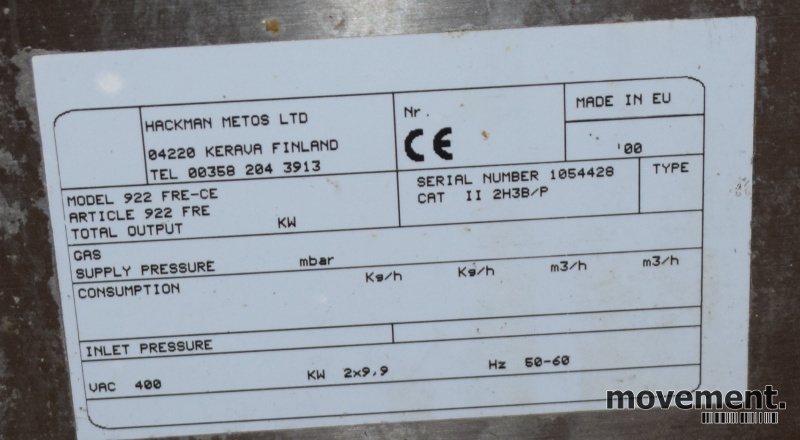 HACKMAN METOS LTD
04220 KERAVA FINLAND
TEL 00358 204 3913
Nr.
CE
MADE IN EU
'00
MODEL 922 FRE-CE
ARTICLE 922 FRE
TOTAL OUTPUT KW
SERIAL NUMBER 1054428
CAT II 2H3B/P
TYPE
GAS
SUPPLY PRESSURE mbar
CONSUMPTION Kg/h Kg/h m3/h m3/h
INLET PRESSURE
VAC 400 KW 2x9,9 Hz 50-60
movement.